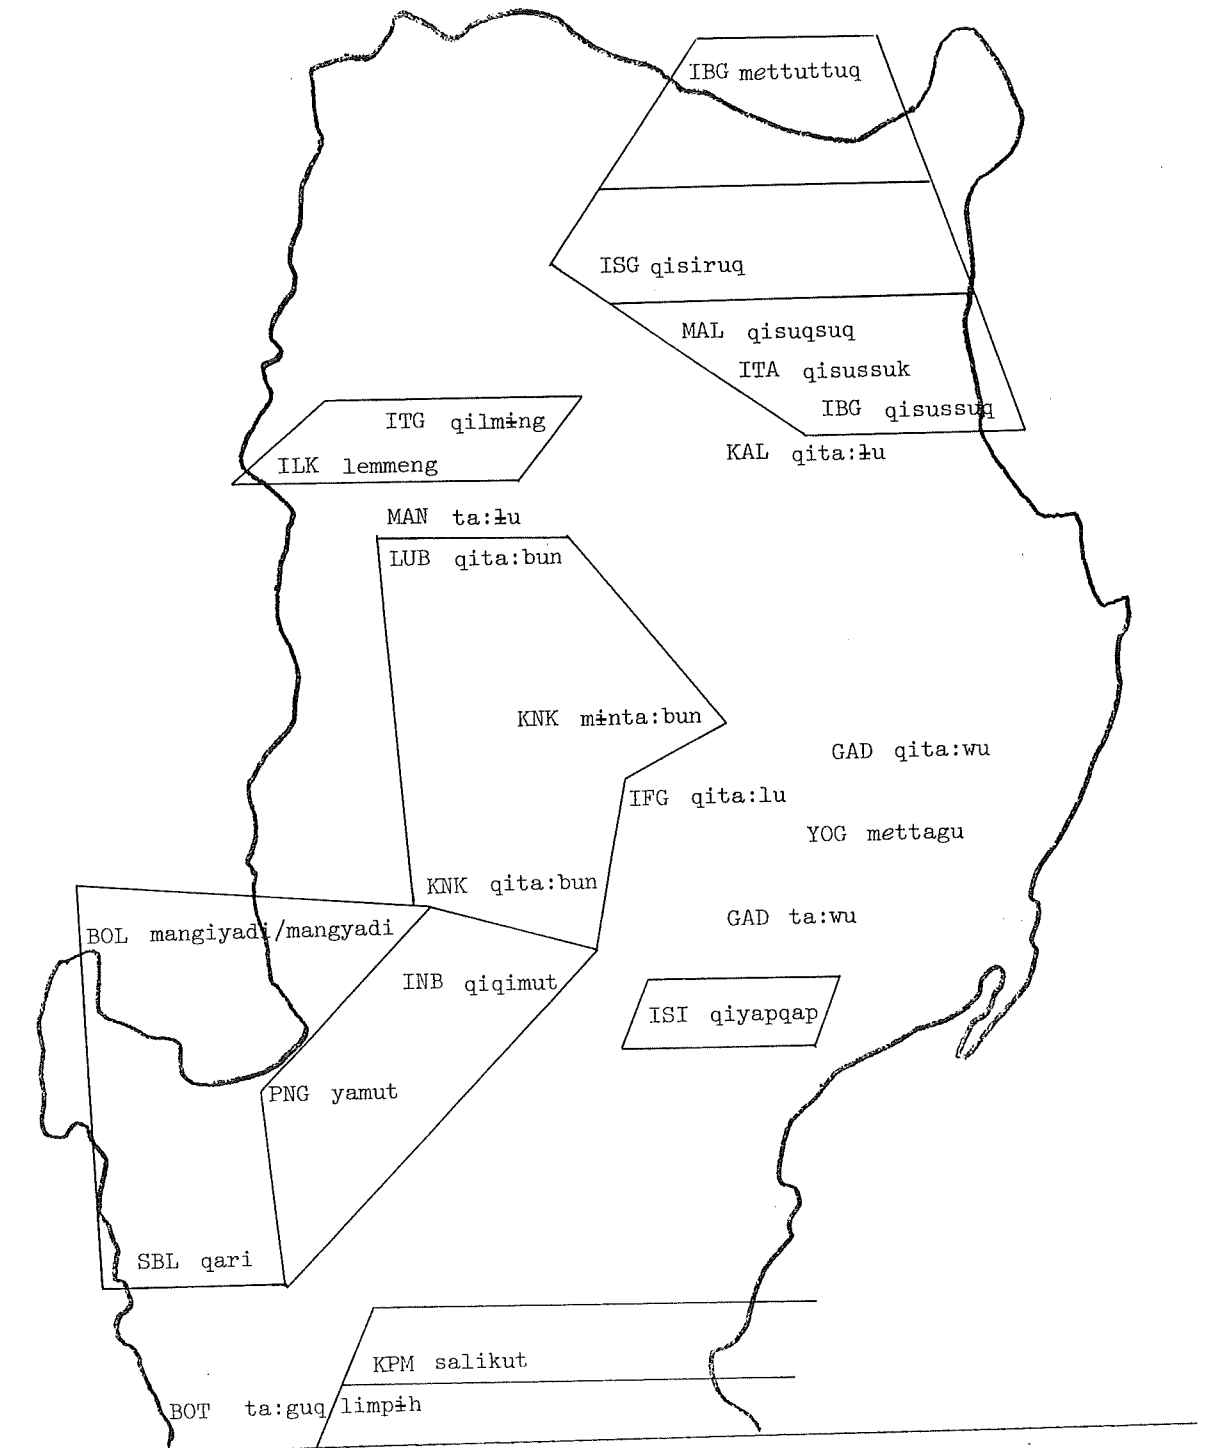 IBG mettuttuq
ISG qisiruq
MAL qisuqsuq
ITA qisussuk
IBG qisussuq
ITG qilmɨng
KAL qita:ɫu
ILK lemmeng
MAN ta:ɫu
LUB qita:bun
KNK mɨnta:bun
GAD qita:wu
IFG qita:lu
YOG mettagu
KNK qita:bun
GAD ta:wu
BOL mangiyadi/mangyadi
INB qiqimut
ISI qiyapqap
PNG yamut
SBL qari
KPM salikut
BOT ta:guq limpɨh